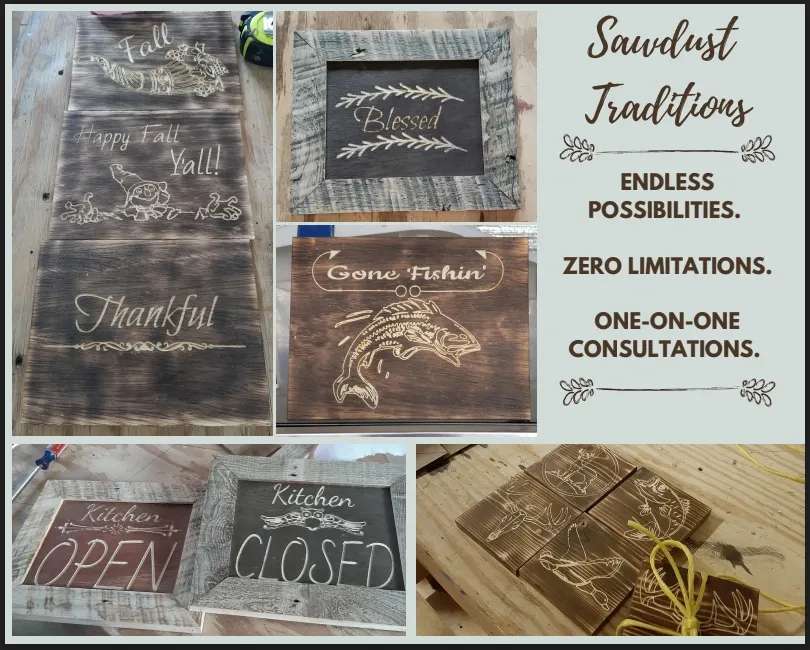 Fall
Happy Fall
Y'all!
Thankful
Blessed
Gone Fishin'
Sawdust
Traditions
ENDLESS
POSSIBILITIES.
ZERO LIMITATIONS.
ONE-ON-ONE
CONSULTATIONS.
Kitchen
OPEN
Kitchen
CLOSED